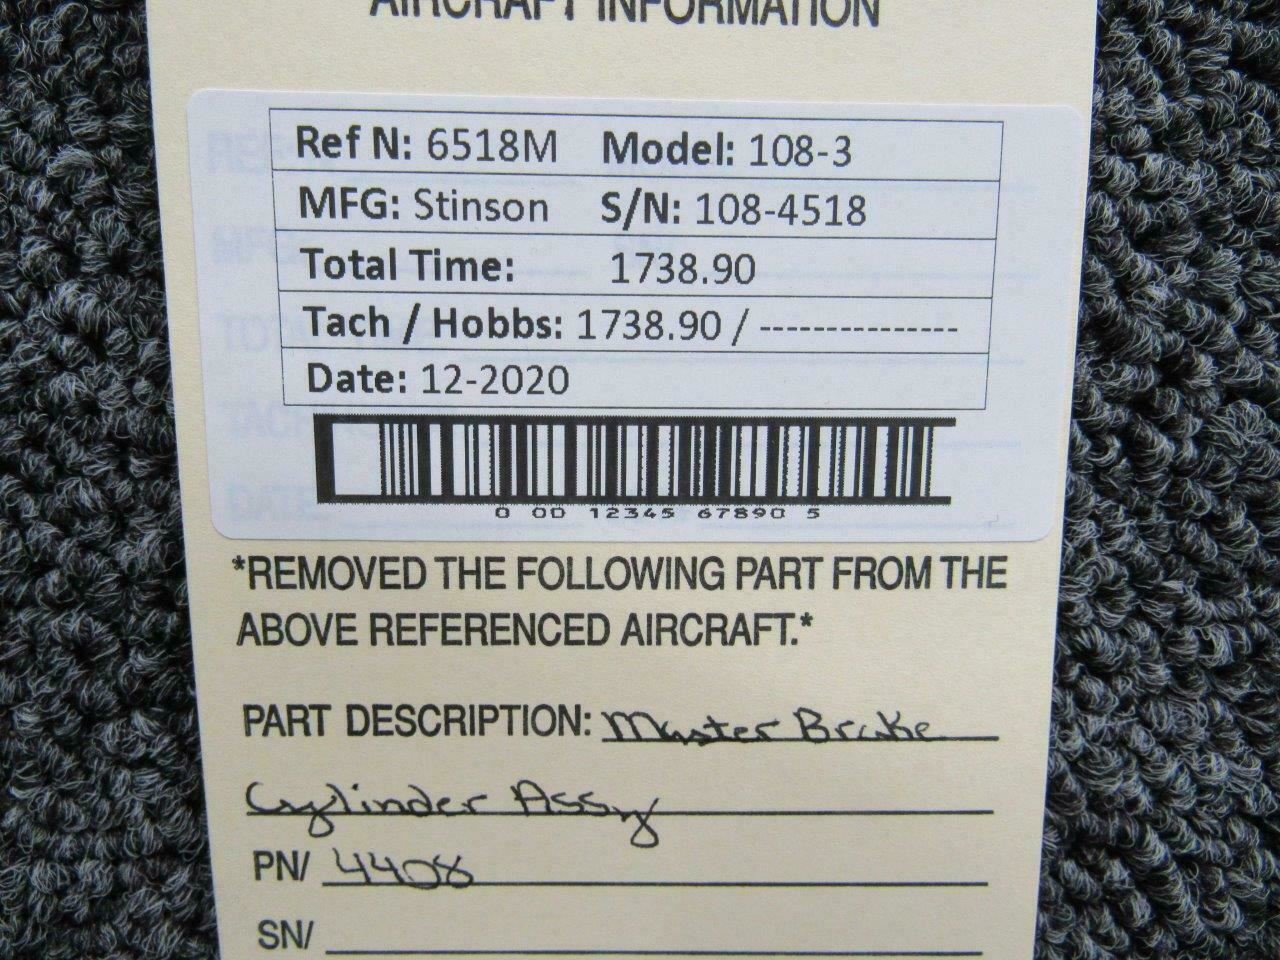 AIRCRAFT INFORMATION
Ref N: 6518M Model: 108-3
MFG: Stinson S/N: 108-4518
Total Time: 1738.90
Tach / Hobbs: 1738.90 / ---------------
Date: 12-2020
0 00 12345 67890 5
*REMOVED THE FOLLOWING PART FROM THE
ABOVE REFERENCED AIRCRAFT.*
PART DESCRIPTION: Master Brake
Cylinder Assy
PN/ 4408
SN/